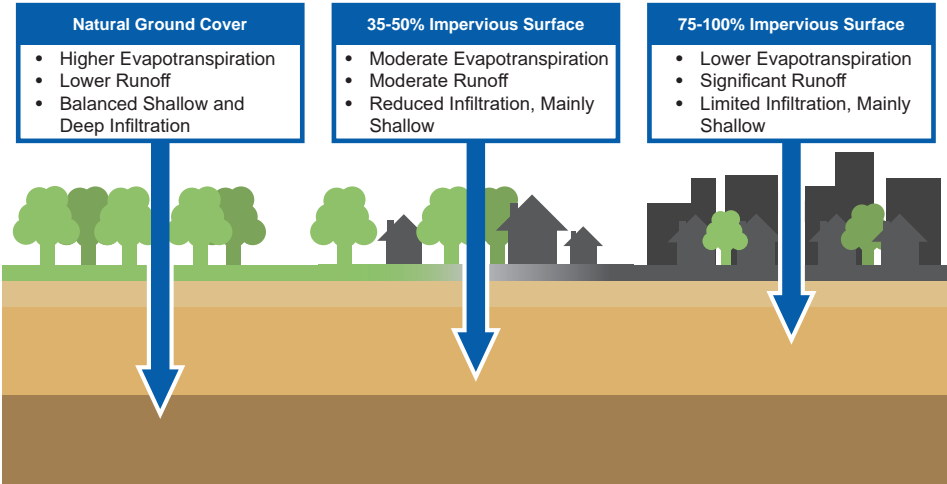 Natural Ground Cover
• Higher Evapotranspiration
• Lower Runoff
• Balanced Shallow and
Deep Infiltration
35-50% Impervious Surface
• Moderate Evapotranspiration
• Moderate Runoff
• Reduced Infiltration, Mainly
Shallow
75-100% Impervious Surface
• Lower Evapotranspiration
• Significant Runoff
• Limited Infiltration, Mainly
Shallow